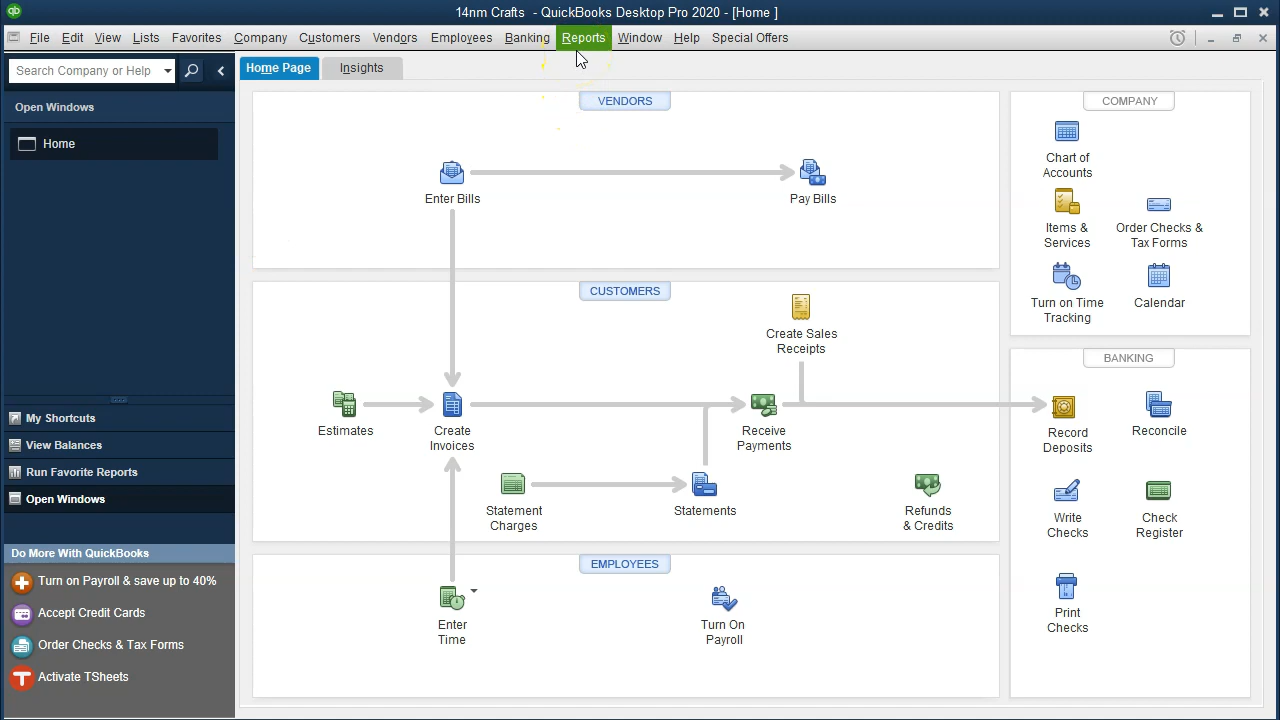 qb
14nm Crafts - QuickBooks Desktop Pro 2020 - [Home ]
File Edit View Lists Favorites Company Customers Vendors Employees Banking Reports Window Help Special Offers
Search Company or Help
Home Page Insights
Open Windows
Home
VENDORS
Enter Bills
Pay Bills
CUSTOMERS
Create Sales
Receipts
Estimates
Create
Invoices
Receive
Payments
Statement
Charges
Statements
Refunds
& Credits
EMPLOYEES
Enter
Time
Turn On
Payroll
COMPANY
Chart of
Accounts
Items &
Services
Order Checks &
Tax Forms
Turn on Time
Tracking
Calendar
BANKING
Record
Deposits
Reconcile
Write
Checks
Check
Register
Print
Checks
My Shortcuts
View Balances
Run Favorite Reports
Open Windows
Do More With QuickBooks
Turn on Payroll & save up to 40%
Accept Credit Cards
Order Checks & Tax Forms
Activate TSheets